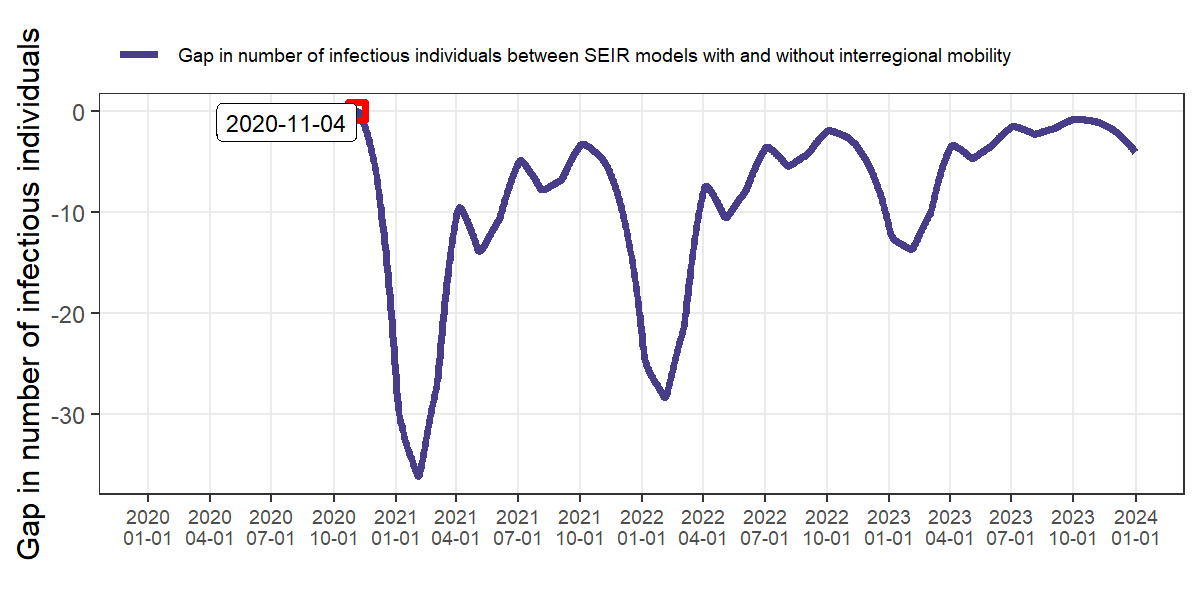 Gap in number of infectious individuals between SEIR models with and without interregional mobility
Gap in number of infectious individuals
0
-10
-20
-30
2020-11-04
2020 2020 2020 2020 2021 2021 2021 2021 2022 2022 2022 2022 2023 2023 2023 2023 2024
01-01 04-01 07-01 10-01 01-01 04-01 07-01 10-01 01-01 04-01 07-01 10-01 01-01 04-01 07-01 10-01 01-01